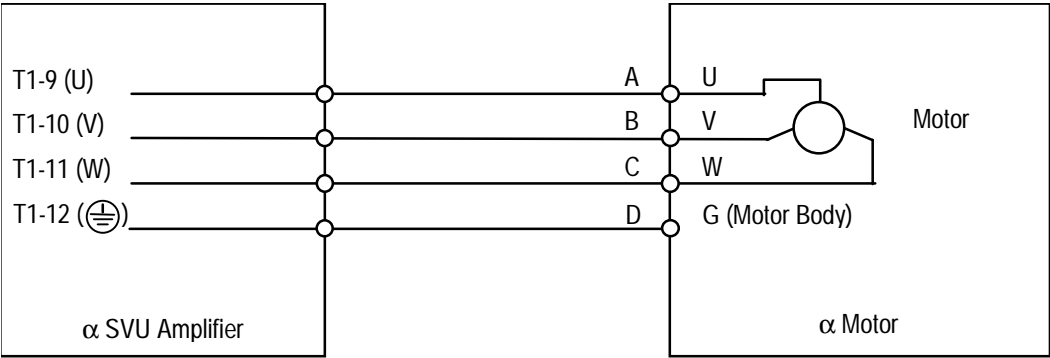 T1-9 (U) A U
T1-10 (V) B V Motor
T1-11 (W) C W
T1-12 (⏚) D G (Motor Body)
α SVU Amplifier α Motor